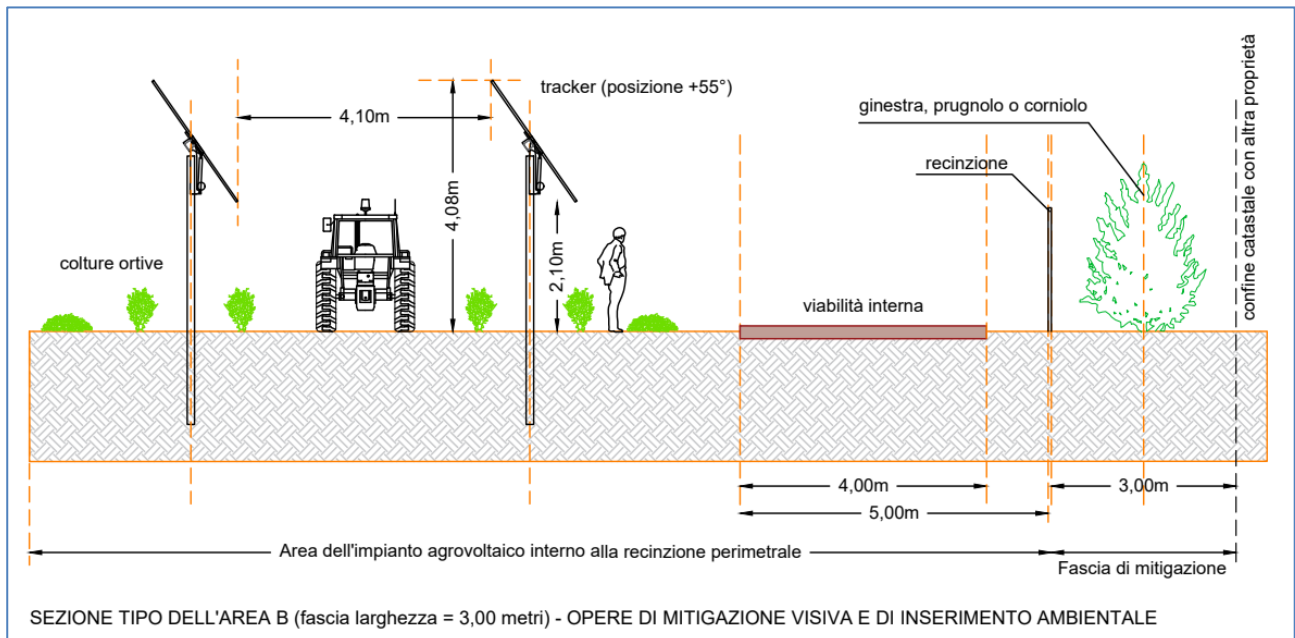 tracker (posizione +55°)
ginestra, prugnolo o corniolo
4,10m
recinzione
4,08m
confine catastale con altra proprietà
colture ortive
2,10m
viabilità interna
4,00m
3,00m
5,00m
Area dell'impianto agrovoltaico interno alla recinzione perimetrale
Fascia di mitigazione
SEZIONE TIPO DELL'AREA B (fascia larghezza = 3,00 metri) - OPERE DI MITIGAZIONE VISIVA E DI INSERIMENTO AMBIENTALE